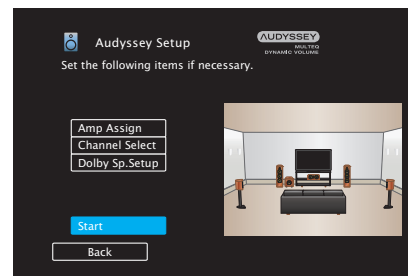 Audyssey Setup
AUDYSSEY
MULTEQ
DYNAMIC VOLUME
Set the following items if necessary.
Amp Assign
Channel Select
Dolby Sp.Setup
Start
Back